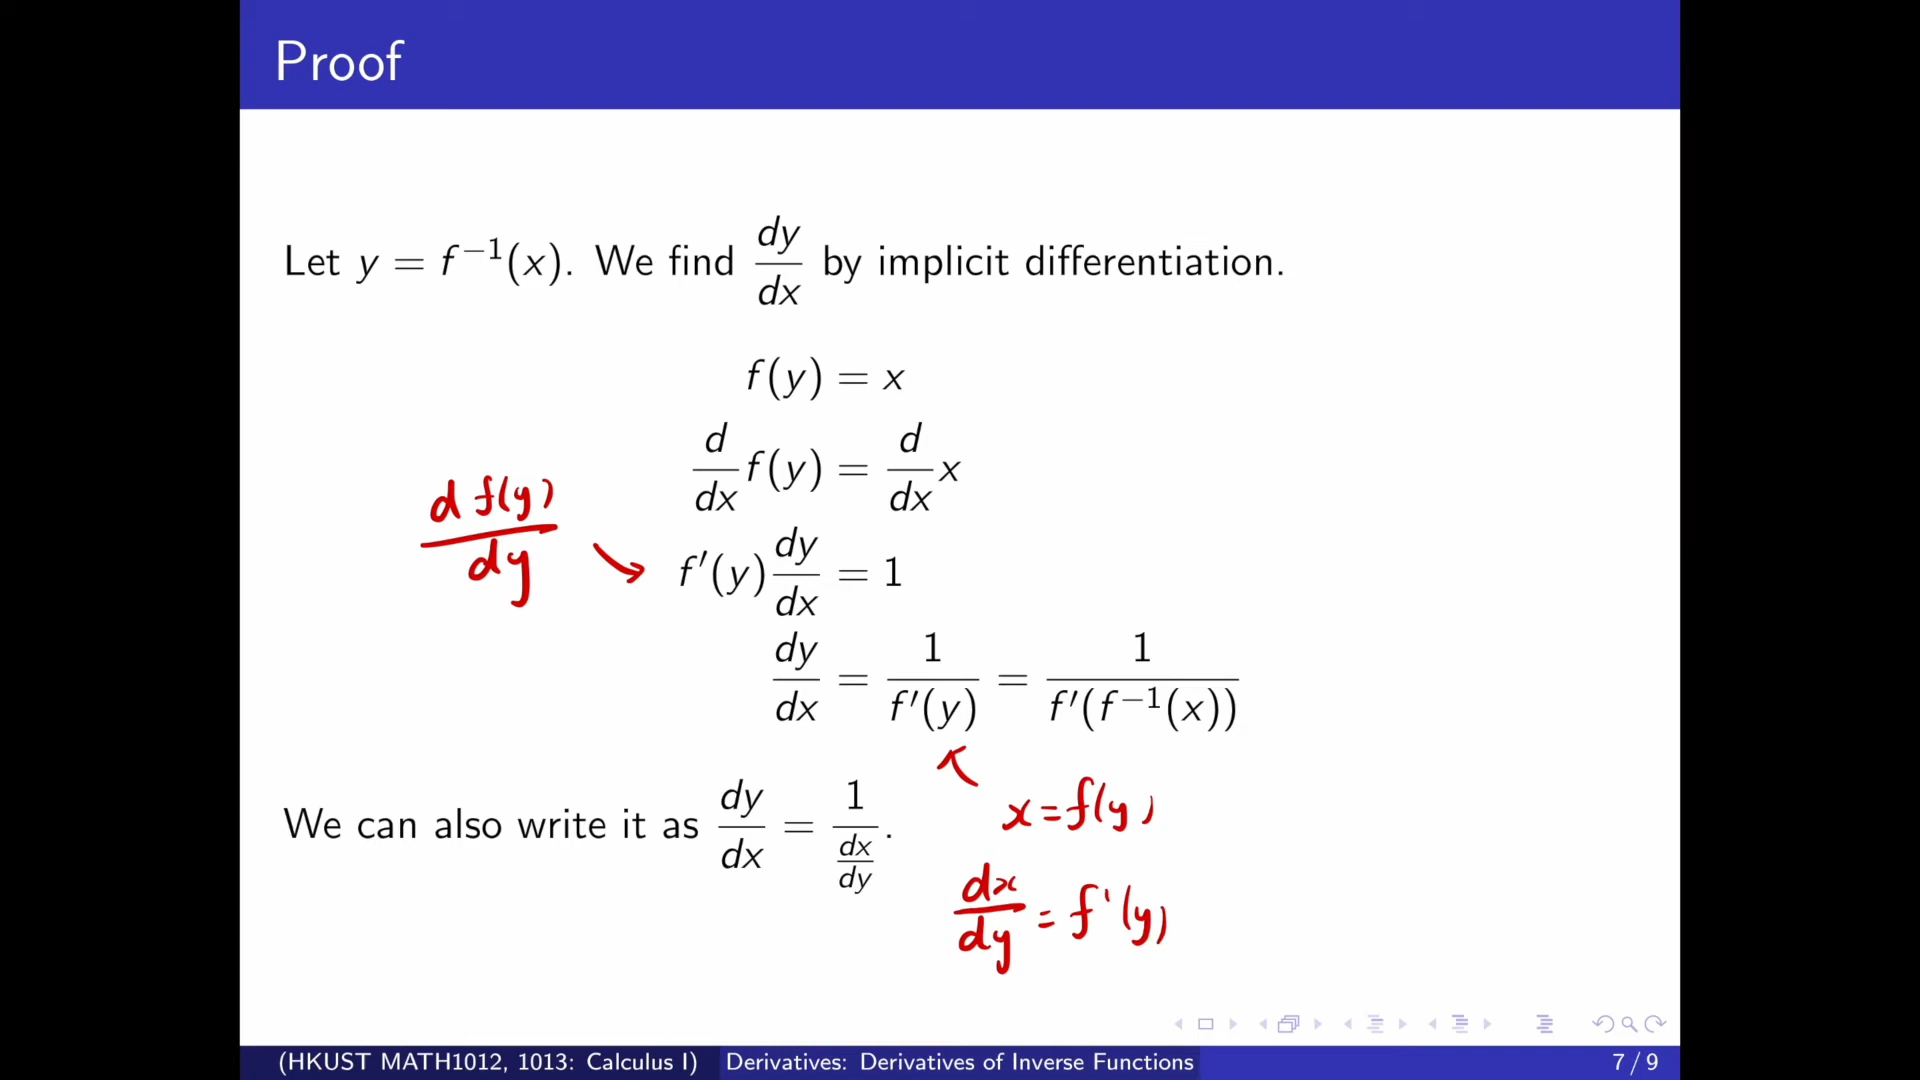 Proof
Let y = f⁻¹(x). We find dy/dx by implicit differentiation.
f(y) = x
d/dx f(y) = d/dx x
d f(y)/dy ↘ f′(y) dy/dx = 1
dy/dx = 1/f′(y) = 1/f′(f⁻¹(x))
We can also write it as dy/dx = 1/(dx/dy).
x = f(y)
dx/dy = f'(y)
(HKUST MATH1012, 1013: Calculus I) Derivatives: Derivatives of Inverse Functions 7 / 9